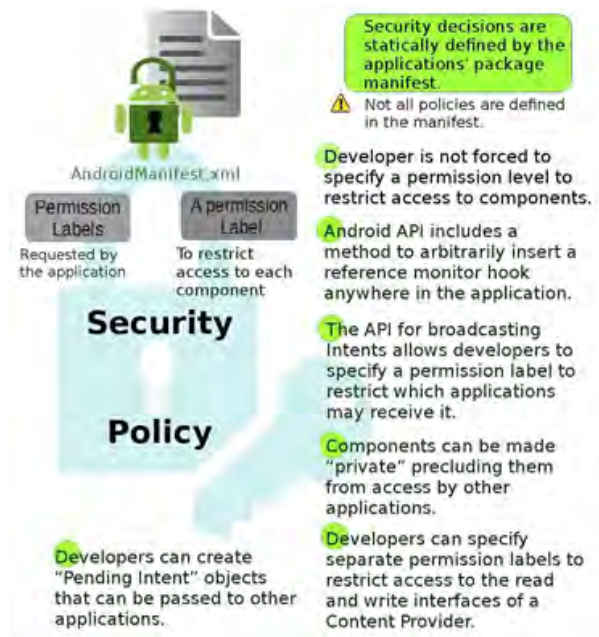 Security decisions are
statically defined by the
applications' package
manifest.
Not all policies are defined
in the manifest.
AndroidManifest.xml
Permission
Labels
Requested by
the application
A permission
Label
To restrict
access to each
component
Security
Policy
Developer is not forced to
specify a permission level to
restrict access to components.
Android API includes a
method to arbitrarily insert a
reference monitor hook
anywhere in the application.
The API for broadcasting
Intents allows developers to
specify a permission label to
restrict which applications
may receive it.
Components can be made
“private” precluding them
from access by other
applications.
Developers can specify
separate permission labels to
restrict access to the read
and write interfaces of a
Content Provider.
Developers can create
“Pending Intent” objects
that can be passed to other
applications.